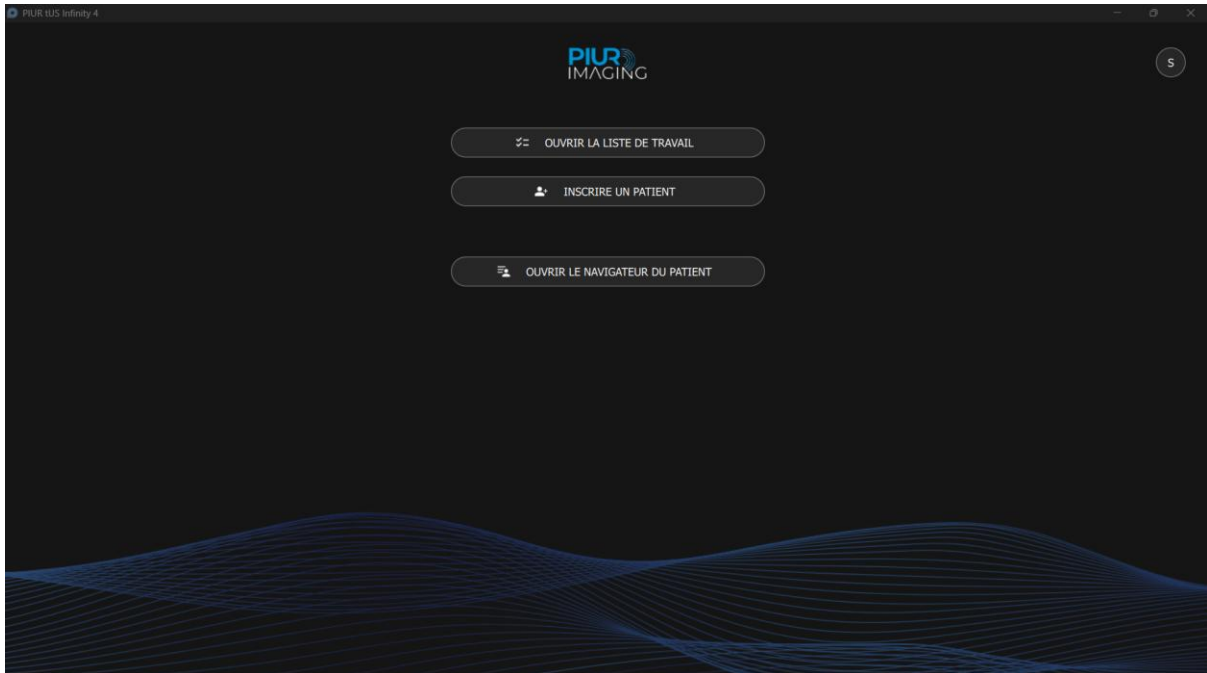 PIUR tUS Infinity 4
PIUR
IMAGING
S
OUVRIR LA LISTE DE TRAVAIL
INSCRIRE UN PATIENT
OUVRIR LE NAVIGATEUR DU PATIENT